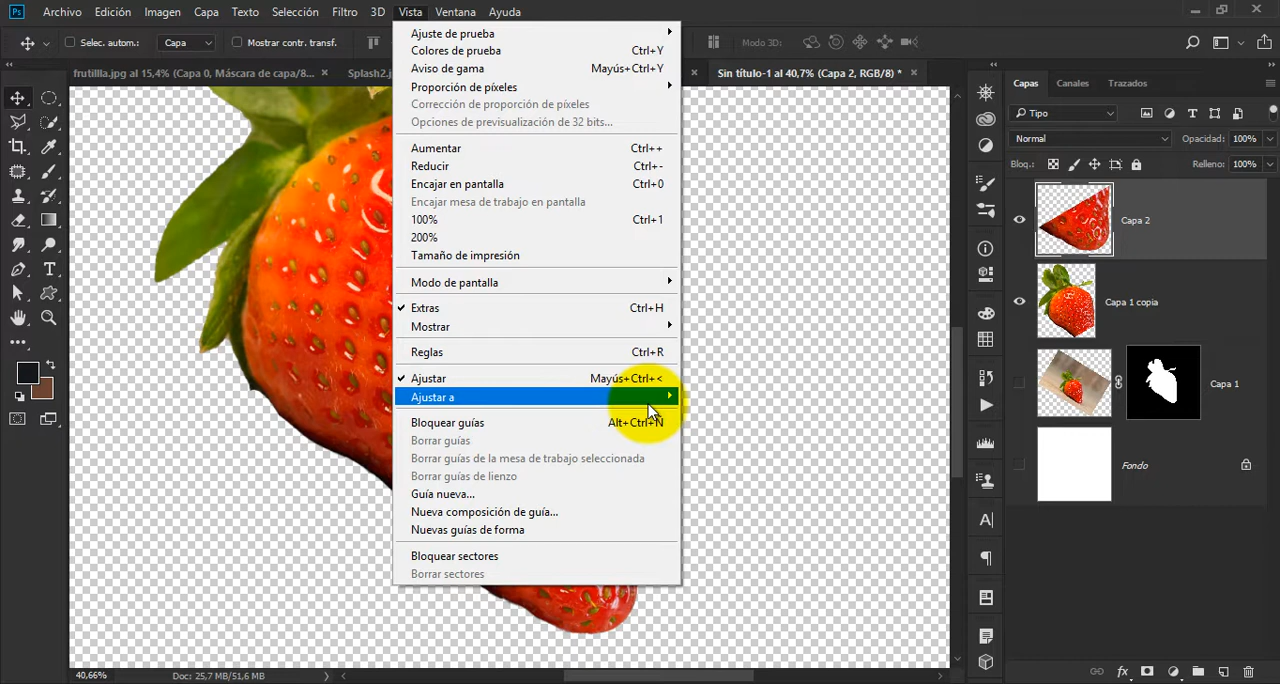 Ps Archivo Edición Imagen Capa Texto Selección Filtro 3D Vista Ventana Ayuda
Selec. autom.: Capa Mostrar contr. transf. Modo 3D:
frutillla.jpg al 15,4% (Capa 0, Máscara de capa/8... × Splash2.j × Sin título-1 al 40,7% (Capa 2, RGB/8) * ×
Ajuste de prueba
Colores de prueba Ctrl+Y
Aviso de gama Mayús+Ctrl+Y
Proporción de píxeles
Corrección de proporción de píxeles
Opciones de previsualización de 32 bits...
Aumentar Ctrl++
Reducir Ctrl+-
Encajar en pantalla Ctrl+0
Encajar mesa de trabajo en pantalla
100% Ctrl+1
200%
Tamaño de impresión
Modo de pantalla
Extras Ctrl+H
Mostrar
Reglas Ctrl+R
Ajustar Mayús+Ctrl+<
Ajustar a
Bloquear guías Alt+Ctrl+Ñ
Borrar guías
Borrar guías de la mesa de trabajo seleccionada
Borrar guías de lienzo
Guía nueva...
Nueva composición de guía...
Nuevas guías de forma
Bloquear sectores
Borrar sectores
Capas Canales Trazados
Tipo
Normal Opacidad: 100%
Bloq.: Relleno: 100%
Capa 2
Capa 1 copia
Capa 1
Fondo
40,66% Doc: 25,7 MB/51,6 MB